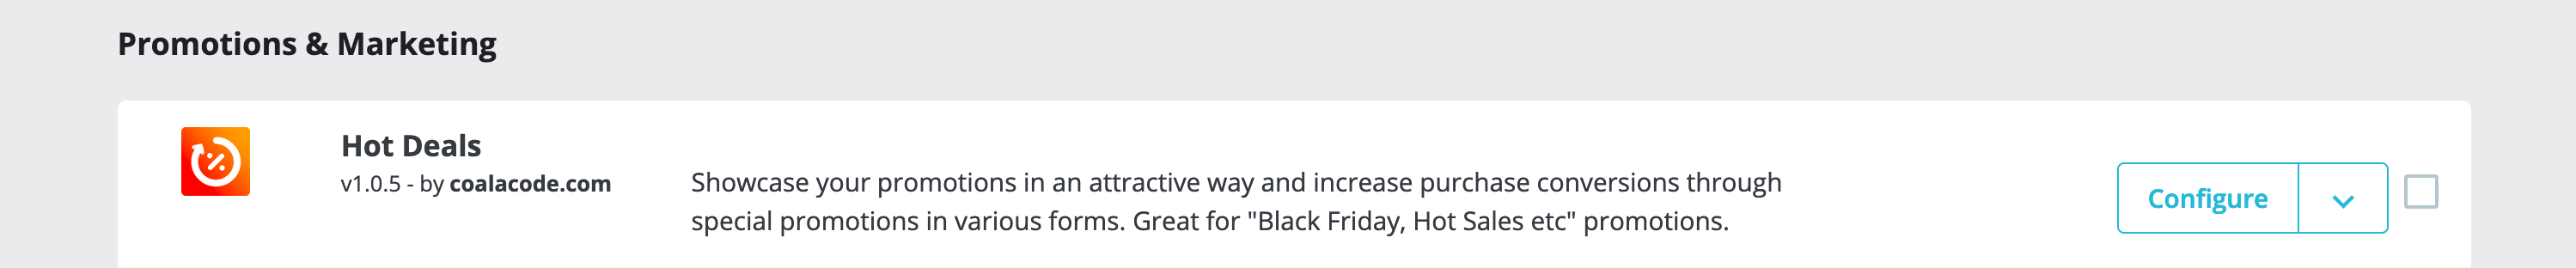 Promotions & Marketing
Hot Deals
v1.0.5 - by coalacode.com
Showcase your promotions in an attractive way and increase purchase conversions through
special promotions in various forms. Great for "Black Friday, Hot Sales etc" promotions.
Configure